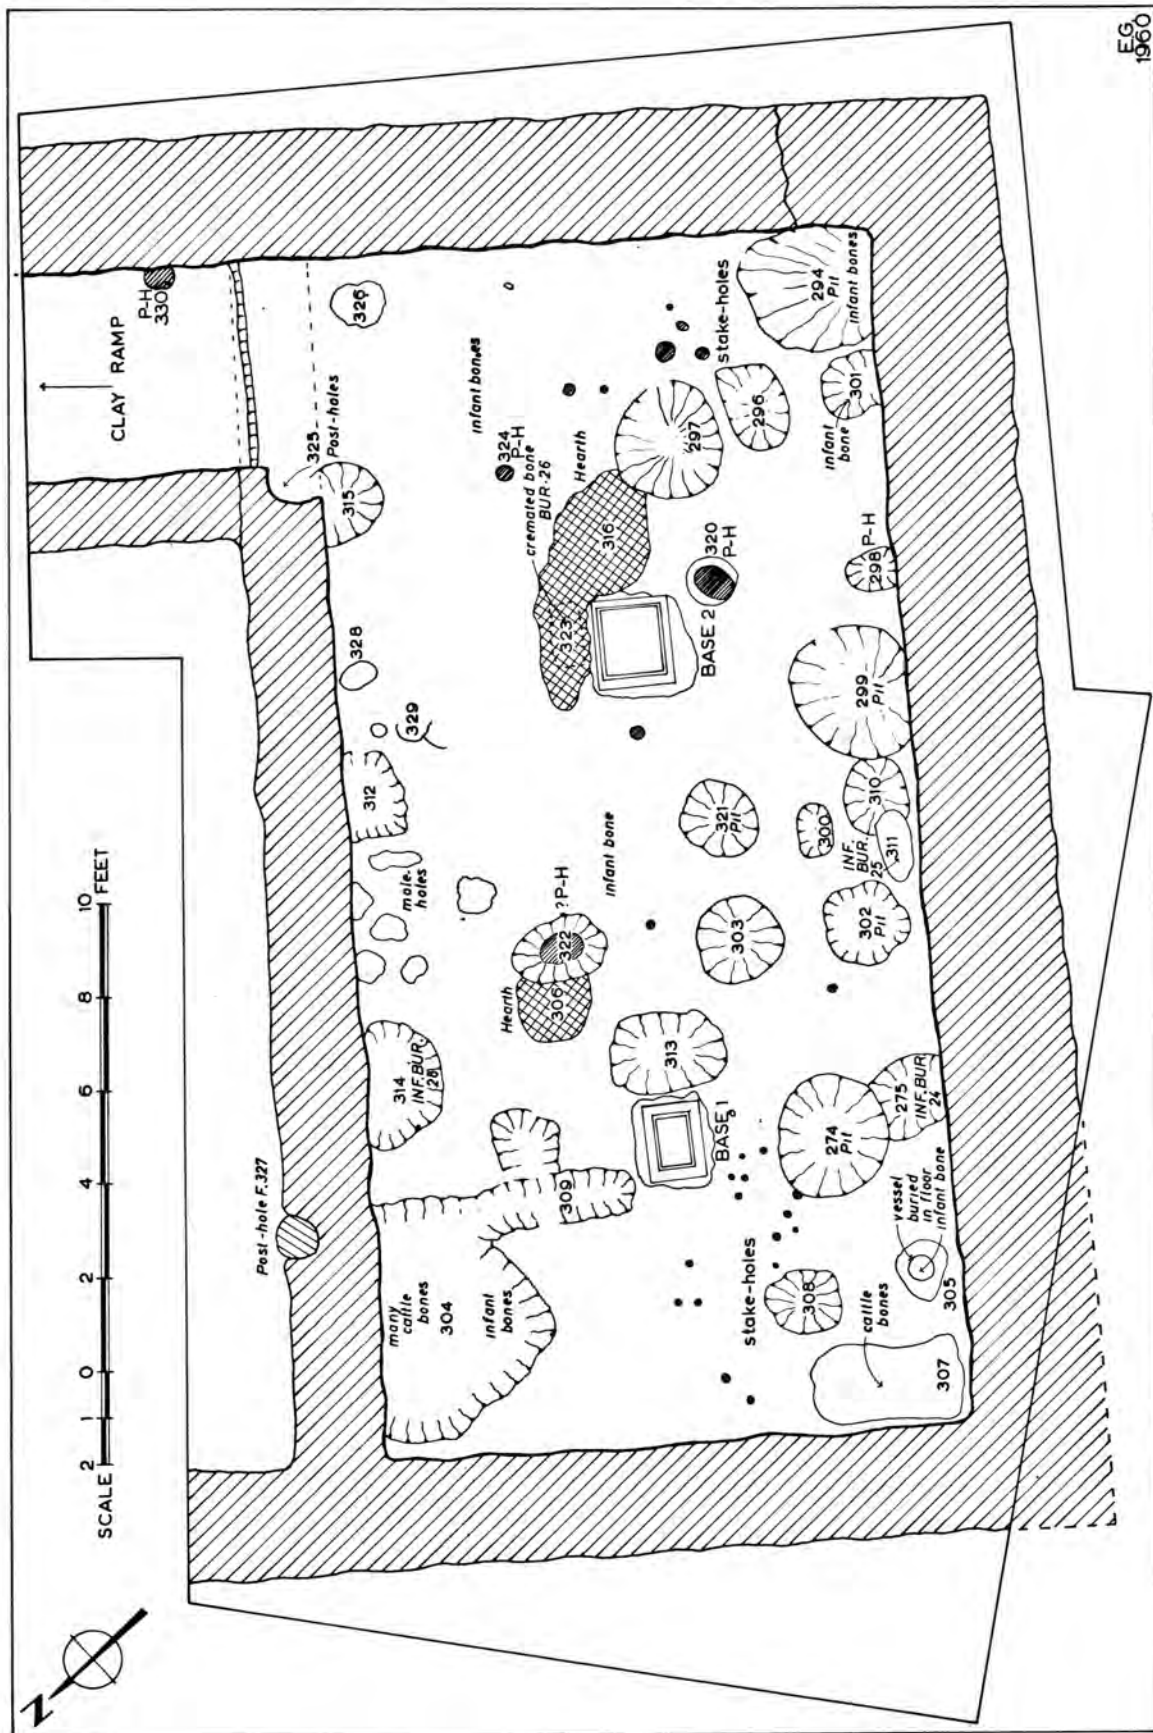 E.G.
1960
CLAY RAMP
P-H
330
326
325
Post-holes
315
infant bones
324
P-H
cremated bone
BUR. 26
Hearth
316
323
297
stake-holes
296
294
Pit
infant bones
301
infant
bone
320
P-H
298
P-H
BASE 2
299
Pit
328
329
312
mole-
holes
infant bone
? P-H
322
306
Hearth
321
Pit
300
310
311
INF.
BUR.
25
302
Pit
303
313
314
INF. BUR.
28
BASE 1
274
Pit
275
INF. BUR.
24
309
Post-hole F.327
many
cattle
bones
304
infant
bones
stake-holes
308
vessel
buried
in floor
infant bone
305
cattle
bones
307
SCALE
2 1 0 2 4 6 8 10 FEET
N